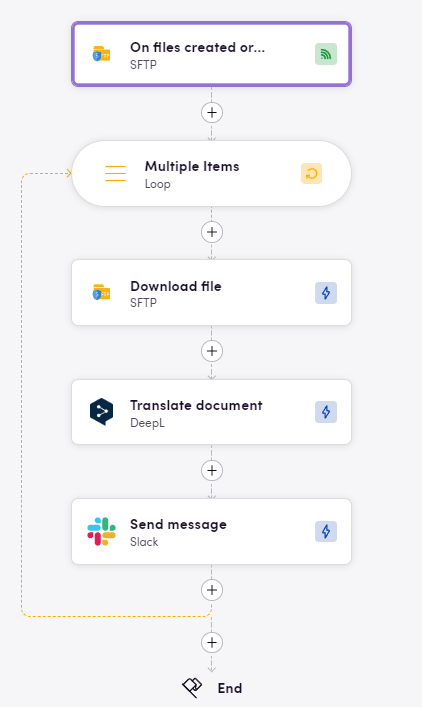 On files created or...
SFTP
Multiple Items
Loop
Download file
SFTP
Translate document
DeepL
Send message
Slack
End